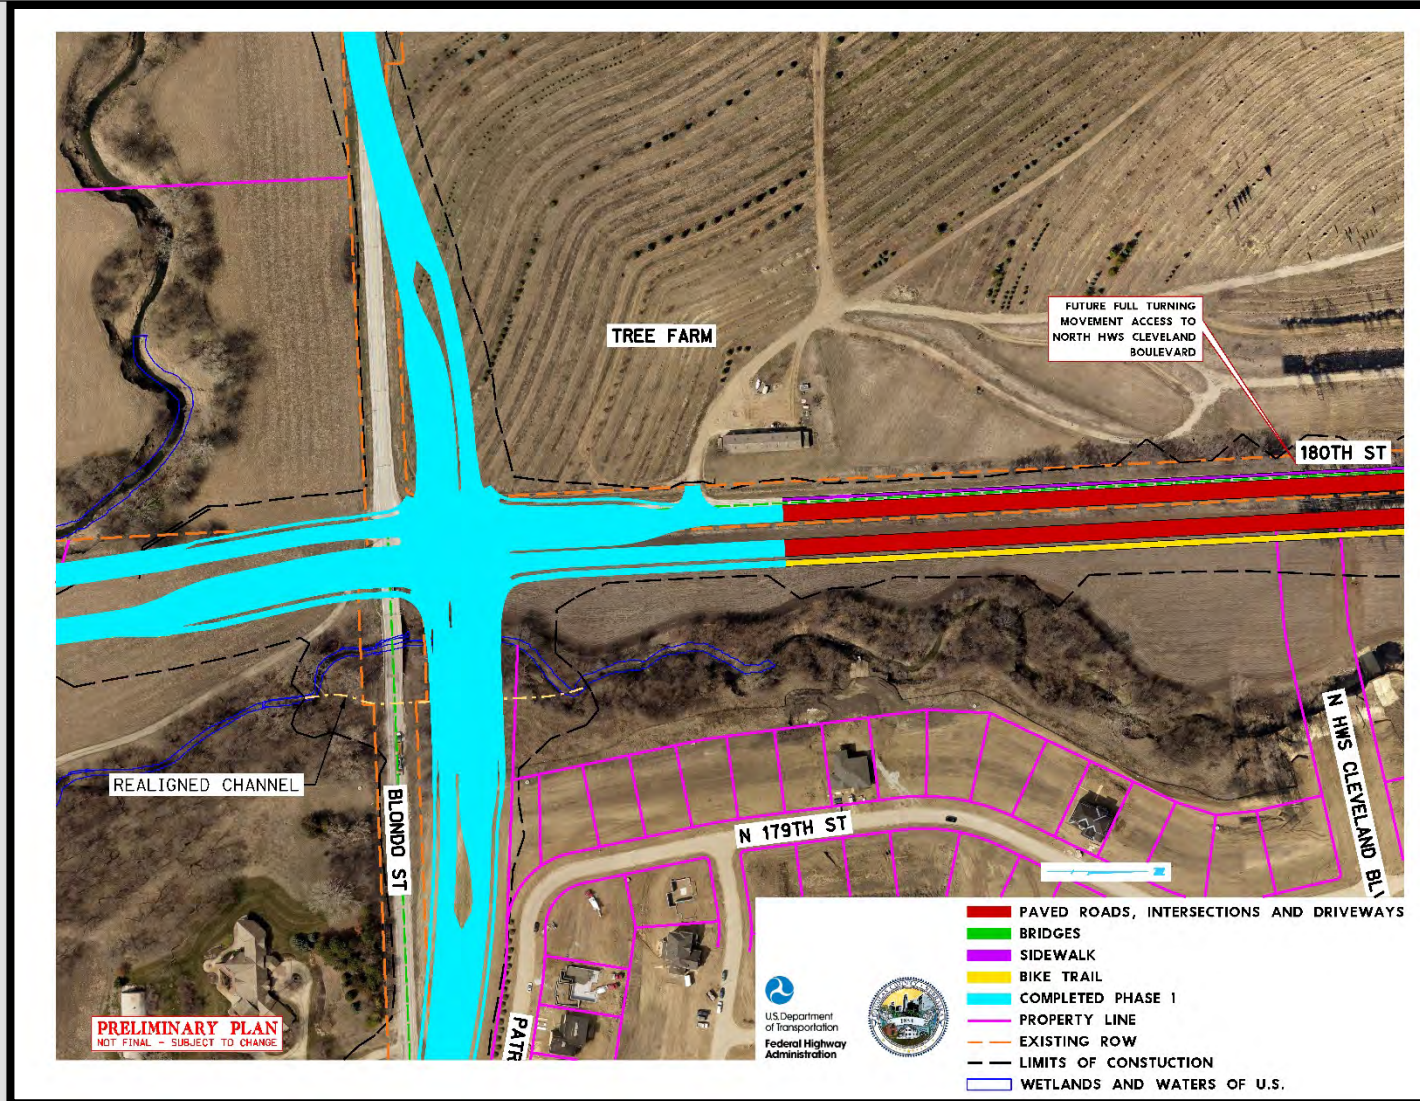 TREE FARM
FUTURE FULL TURNING
MOVEMENT ACCESS TO
NORTH HWS CLEVELAND
BOULEVARD
180TH ST
REALIGNED CHANNEL
BLONDO ST
N 179TH ST
N HWS CLEVELAND BLV
PATR
PRELIMINARY PLAN
NOT FINAL - SUBJECT TO CHANGE
U.S. Department
of Transportation
Federal Highway
Administration
PAVED ROADS, INTERSECTIONS AND DRIVEWAYS
BRIDGES
SIDEWALK
BIKE TRAIL
COMPLETED PHASE 1
PROPERTY LINE
EXISTING ROW
LIMITS OF CONSTUCTION
WETLANDS AND WATERS OF U.S.